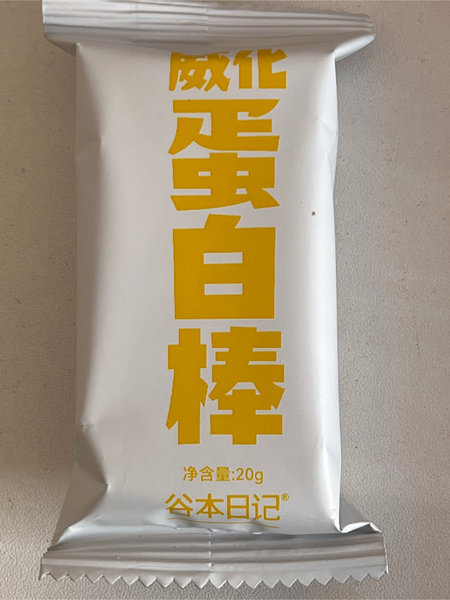 威化
蛋
白
棒
净含量:20g
谷本日记®